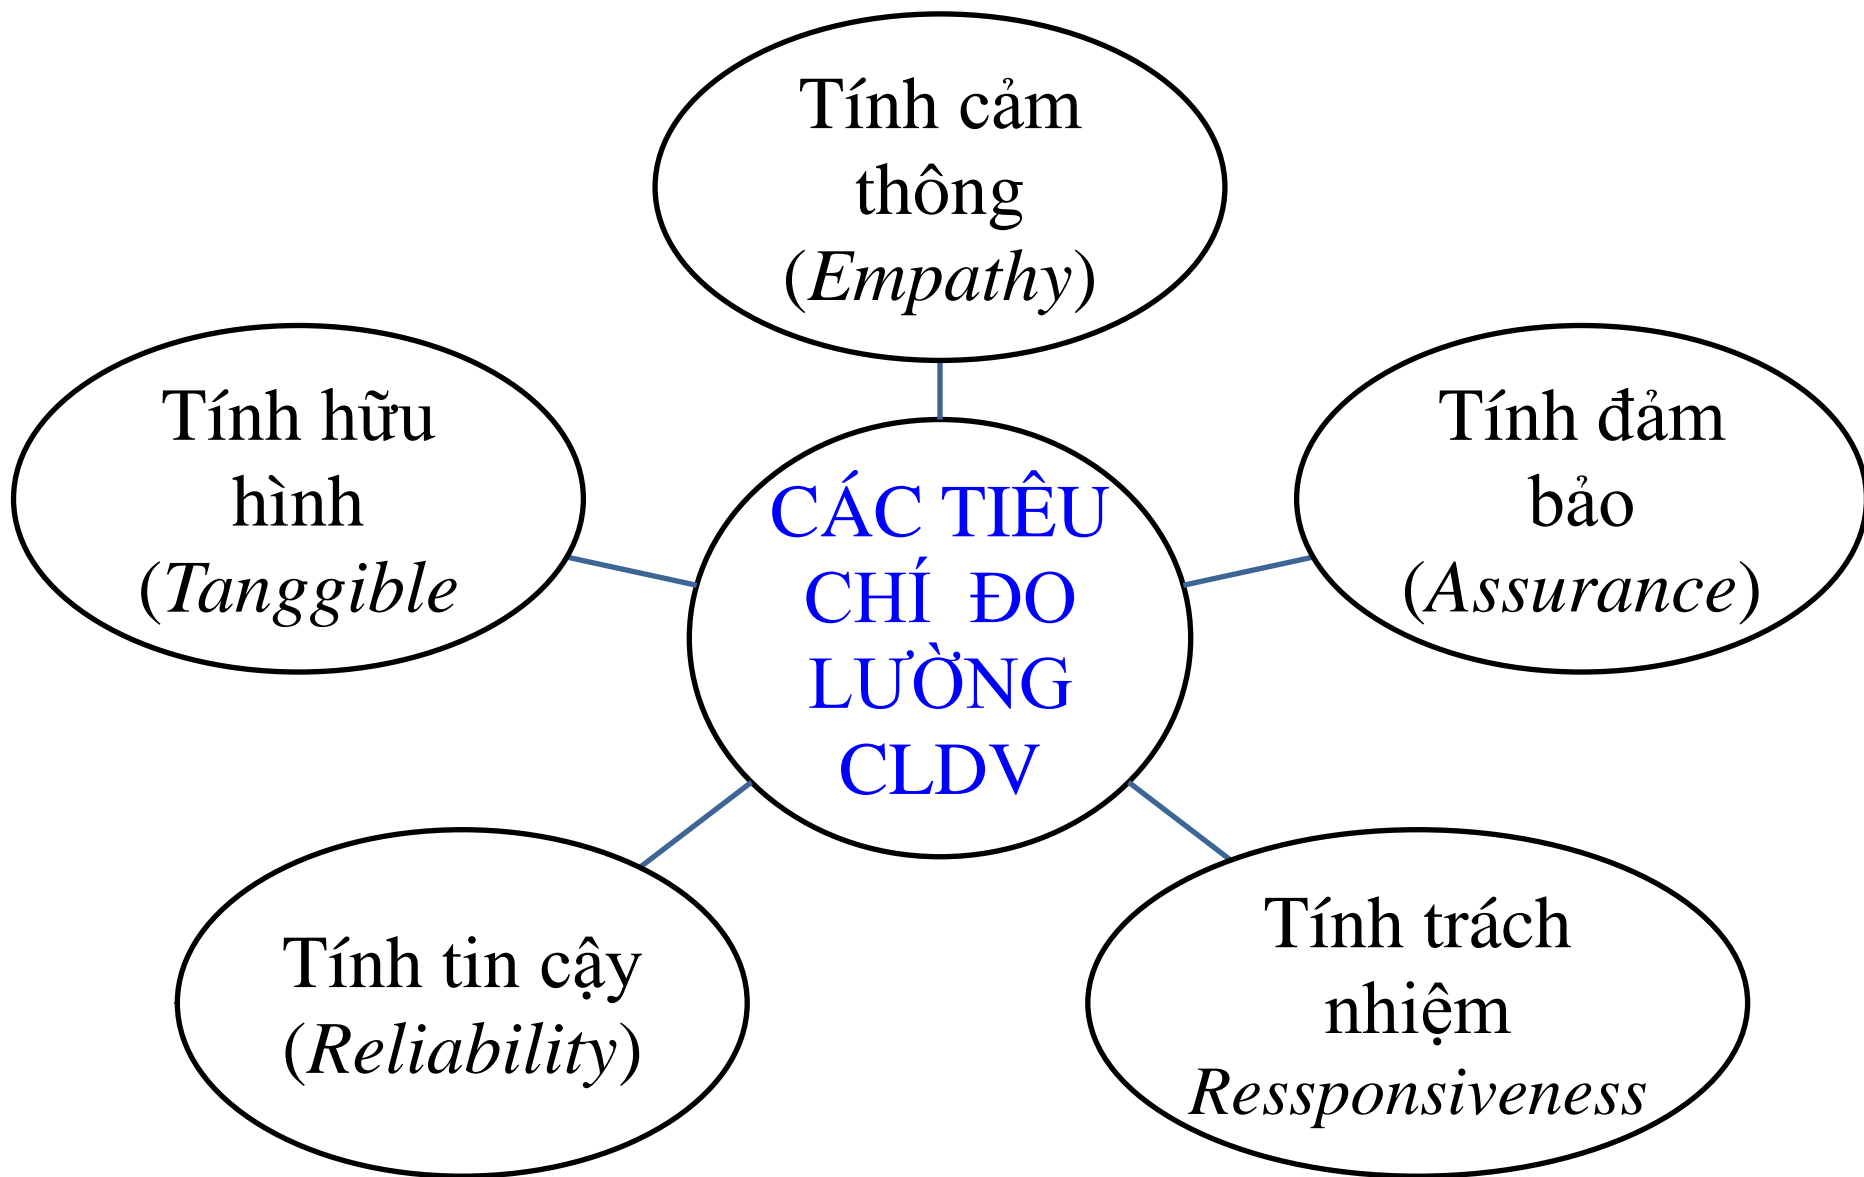 Tính cảm
thông
(Empathy)
Tính hữu
hình
(Tanggible
Tính đảm
bảo
(Assurance)
CÁC TIÊU
CHÍ ĐO
LƯỜNG
CLDV
Tính tin cậy
(Reliability)
Tính trách
nhiệm
Ressponsiveness